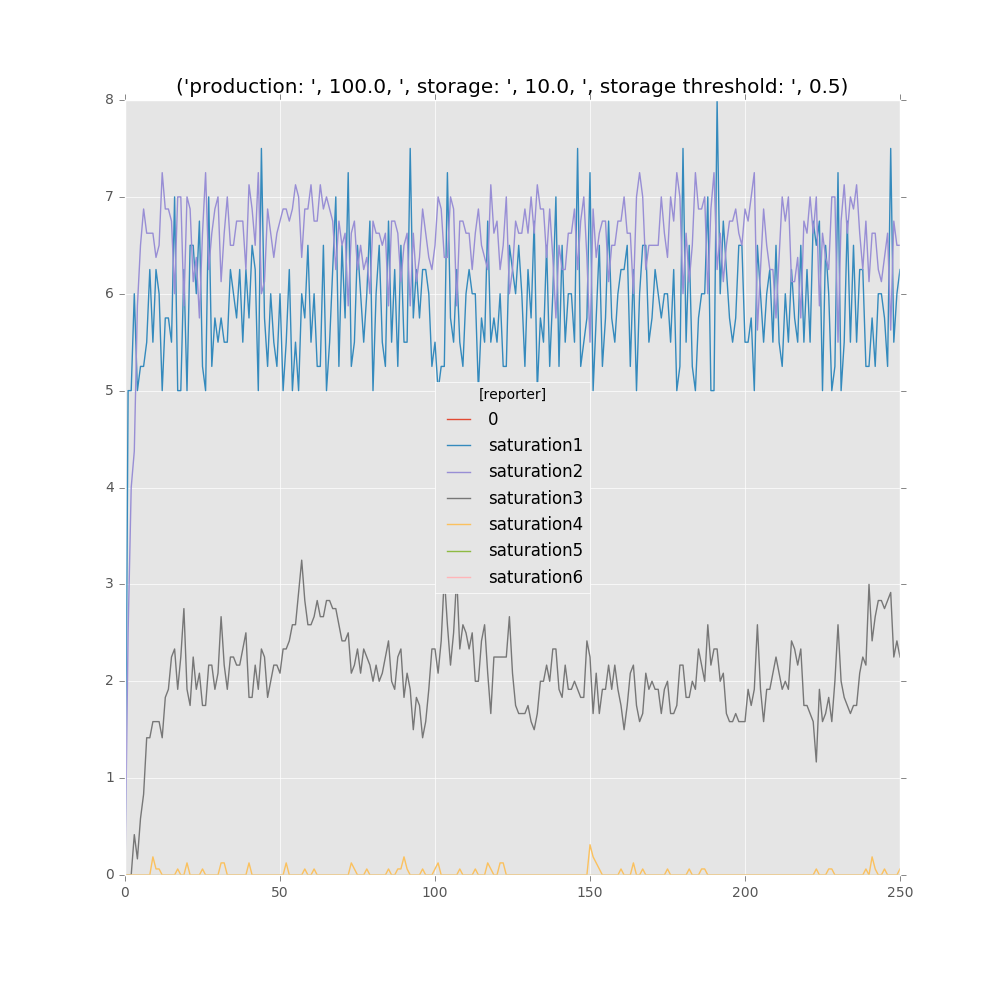 ('production: ', 100.0, ', storage: ', 10.0, ', storage threshold: ', 0.5)
8
7
6
5
4
3
2
1
0
[reporter]
0
saturation1
saturation2
saturation3
saturation4
saturation5
saturation6
0 50 100 150 200 250